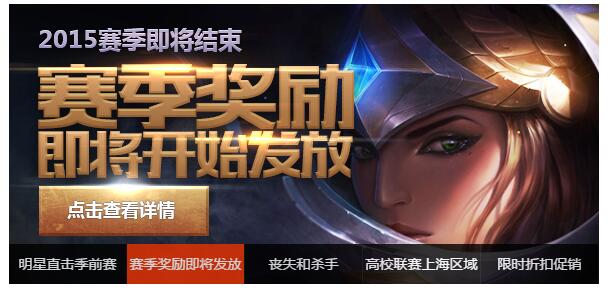 2015赛季即将结束
赛季奖励
即将开始发放
点击查看详情
明星直击季前赛 赛季奖励即将发放 丧失和杀手 高校联赛上海区域 限时折扣促销